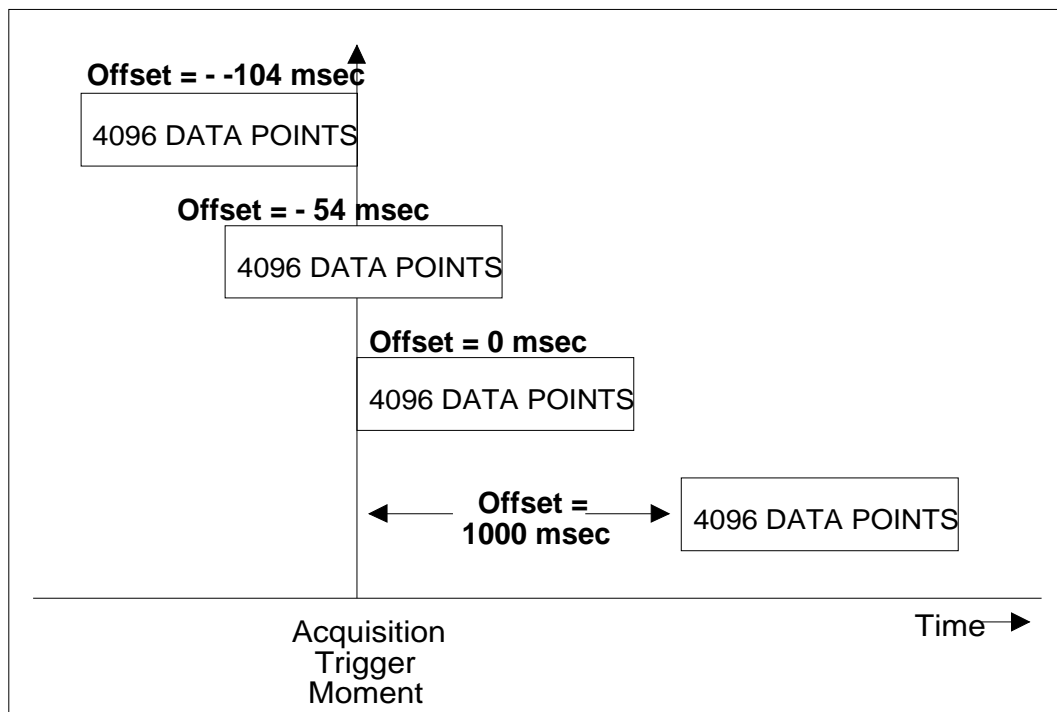 Offset = - -104 msec
4096 DATA POINTS
Offset = - 54 msec
4096 DATA POINTS
Offset = 0 msec
4096 DATA POINTS
Offset =
1000 msec
4096 DATA POINTS
Time
Acquisition
Trigger
Moment